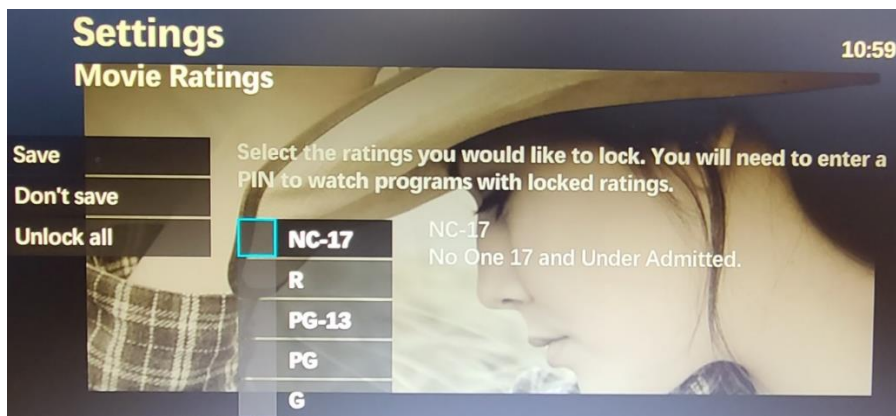 Settings
10:59
Movie Ratings
Save
Don't save
Unlock all
Select the ratings you would like to lock. You will need to enter a
PIN to watch programs with locked ratings.
NC-17
R
PG-13
PG
G
NC-17
No One 17 and Under Admitted.